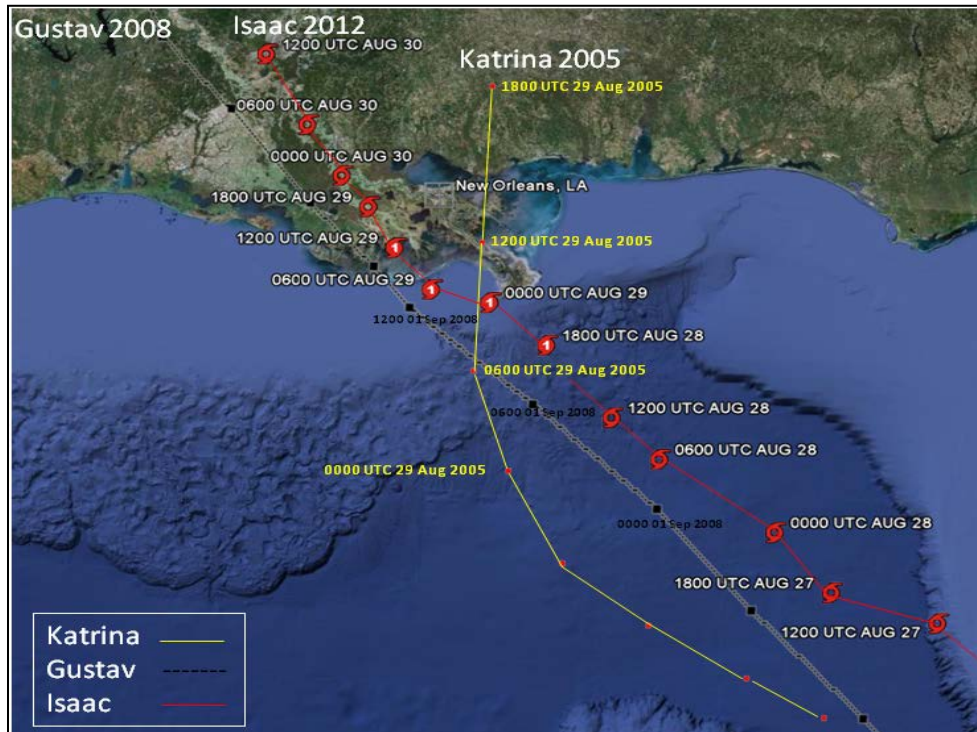 Gustav 2008
Isaac 2012
Katrina 2005
1200 UTC AUG 30
1800 UTC 29 Aug 2005
0600 UTC AUG 30
0000 UTC AUG 30
New Orleans, LA
1800 UTC AUG 29
1200 UTC AUG 29
1200 UTC 29 Aug 2005
0600 UTC AUG 29
1
1
1
0000 UTC AUG 29
1200 01 Sep 2008
1
1800 UTC AUG 28
0600 UTC 29 Aug 2005
0600 01 Sep 2008
1200 UTC AUG 28
0600 UTC AUG 28
0000 UTC 29 Aug 2005
0000 01 Sep 2008
0000 UTC AUG 28
1800 UTC AUG 27
1200 UTC AUG 27
Katrina
Gustav
Isaac